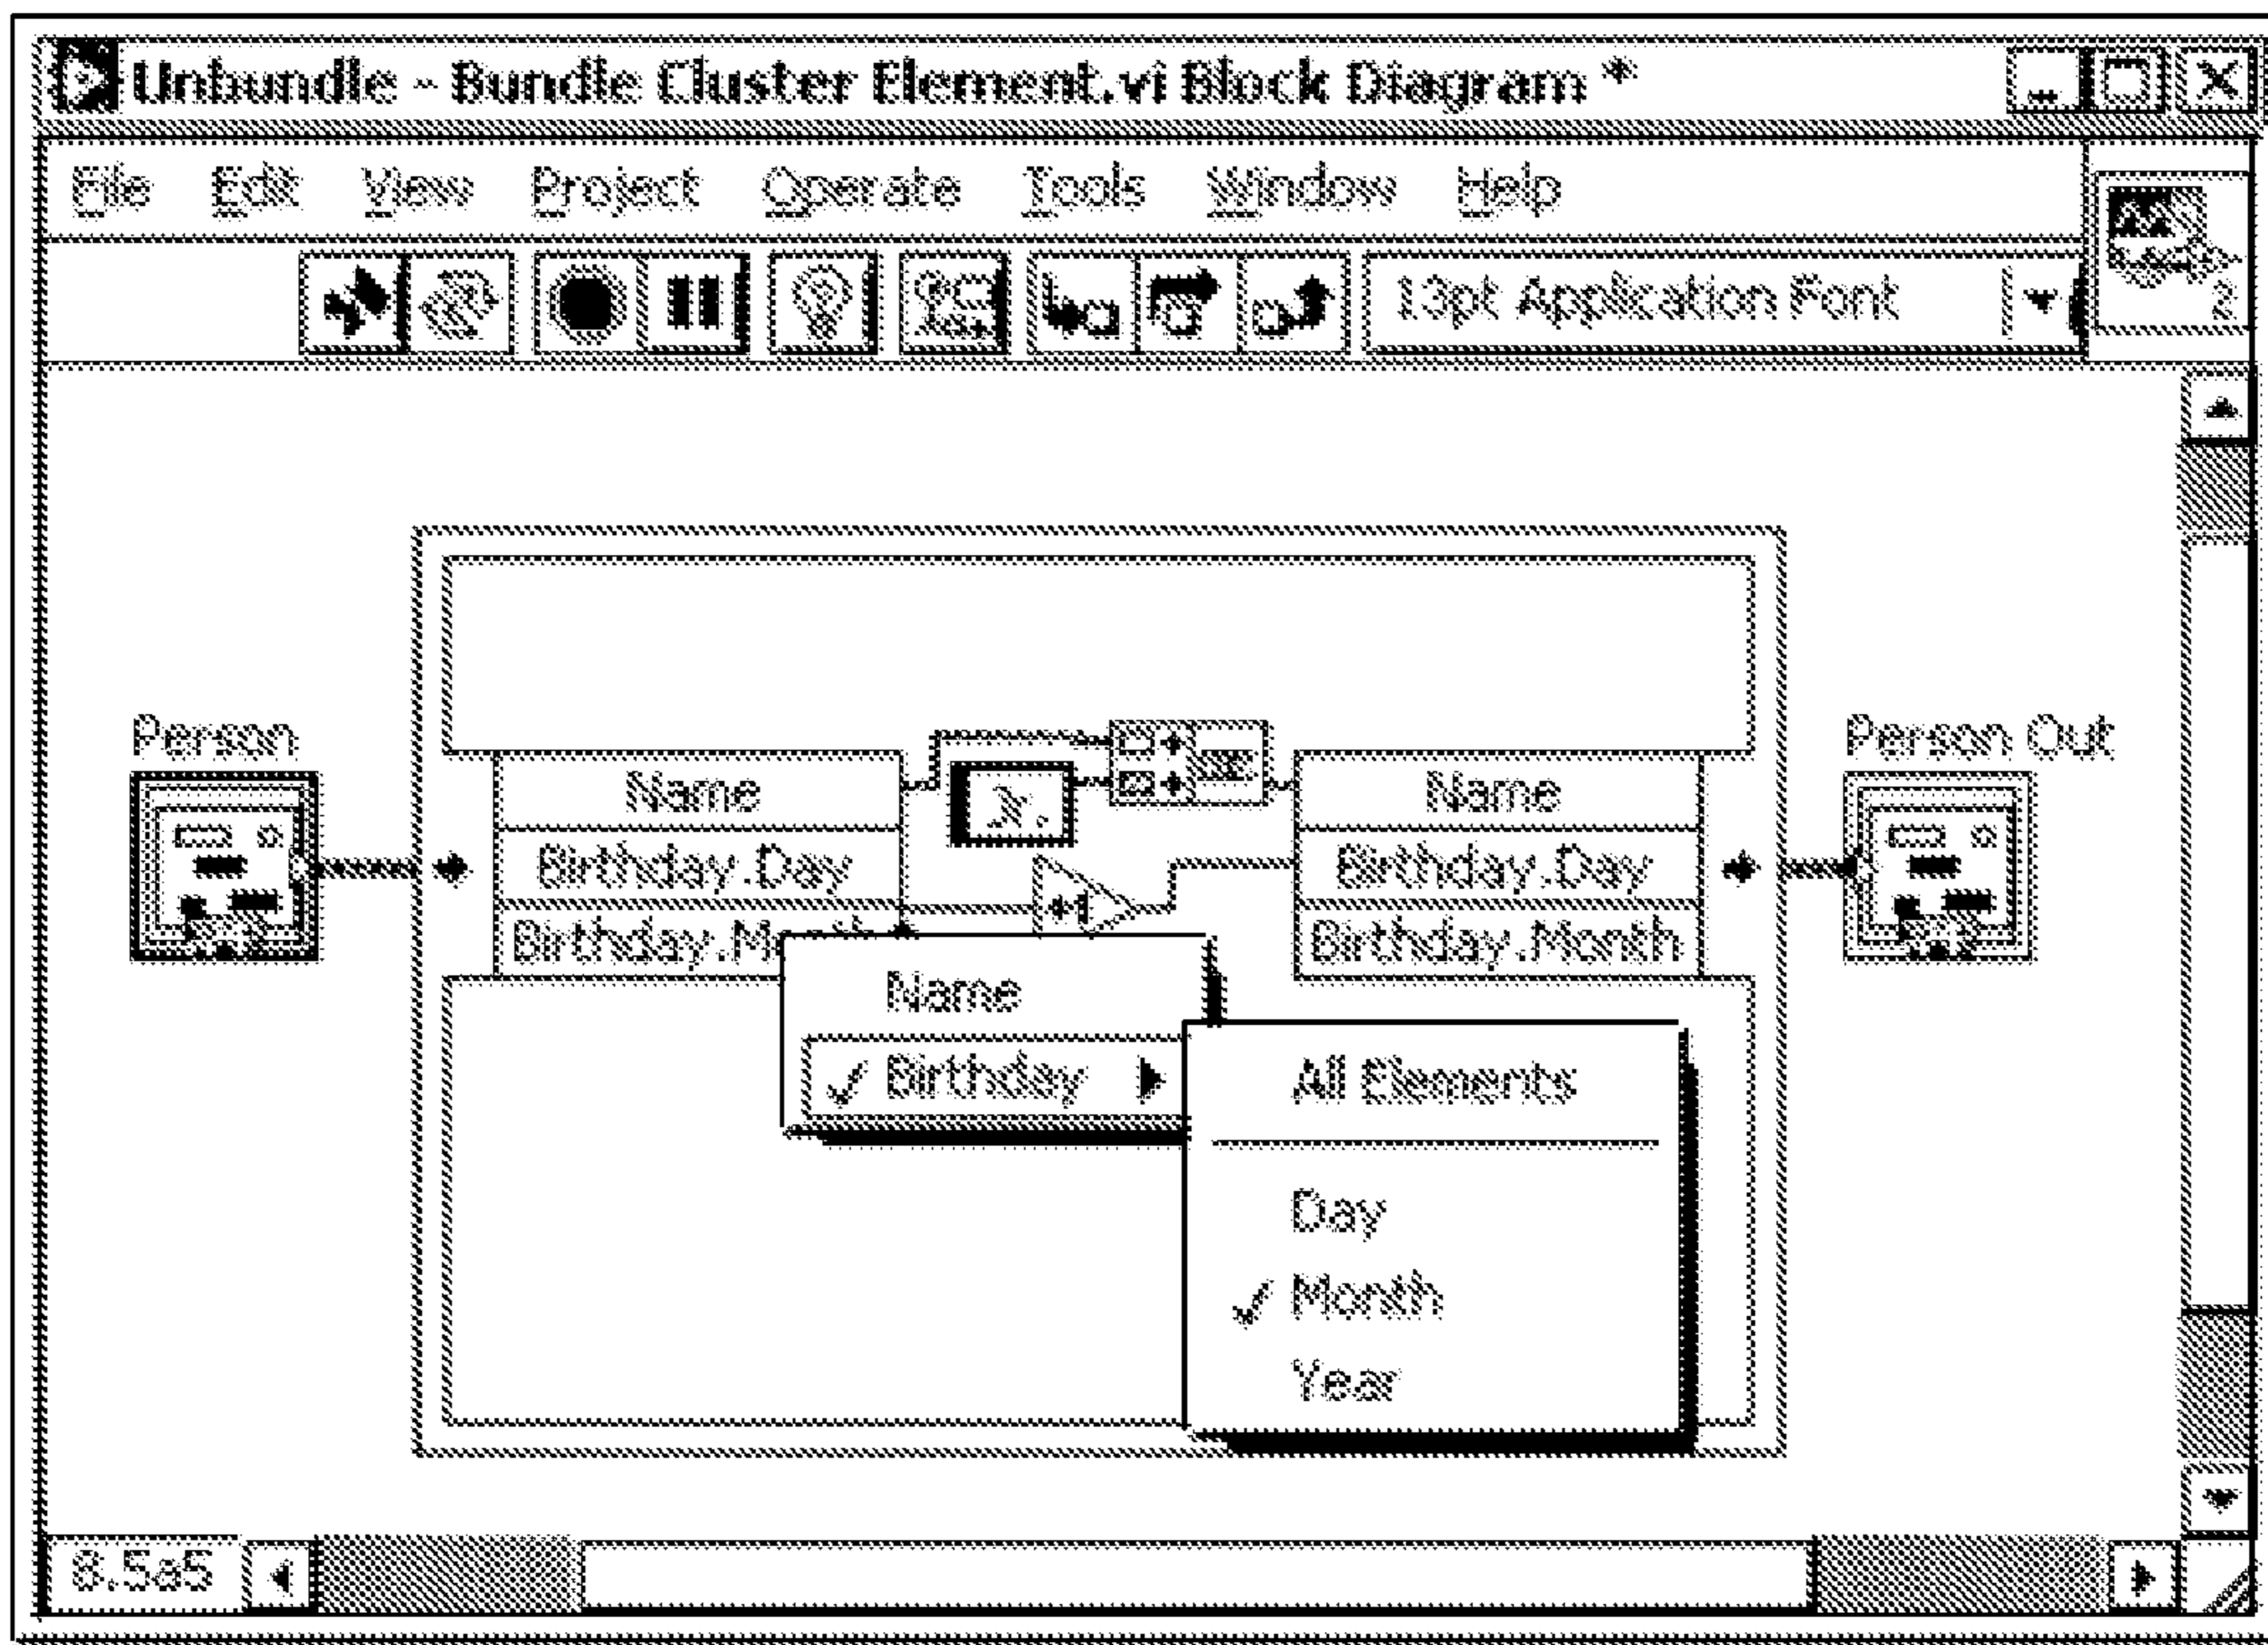 Unbundle - Bundle Cluster Element.vi Block Diagram *
File Edit View Project Operate Tools Window Help
13pt Application Font
2
Person
Person Out
Name
Name
Birthday.Day
Birthday.Day
Birthday.Month
Name
Birthday
All Elements
Day
Month
Year
8.5a5